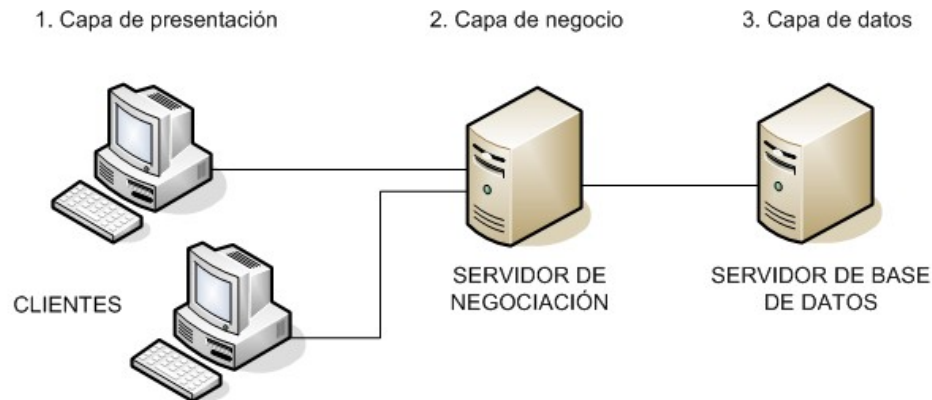 1. Capa de presentación
2. Capa de negocio
3. Capa de datos
CLIENTES
SERVIDOR DE
NEGOCIACIÓN
SERVIDOR DE BASE
DE DATOS